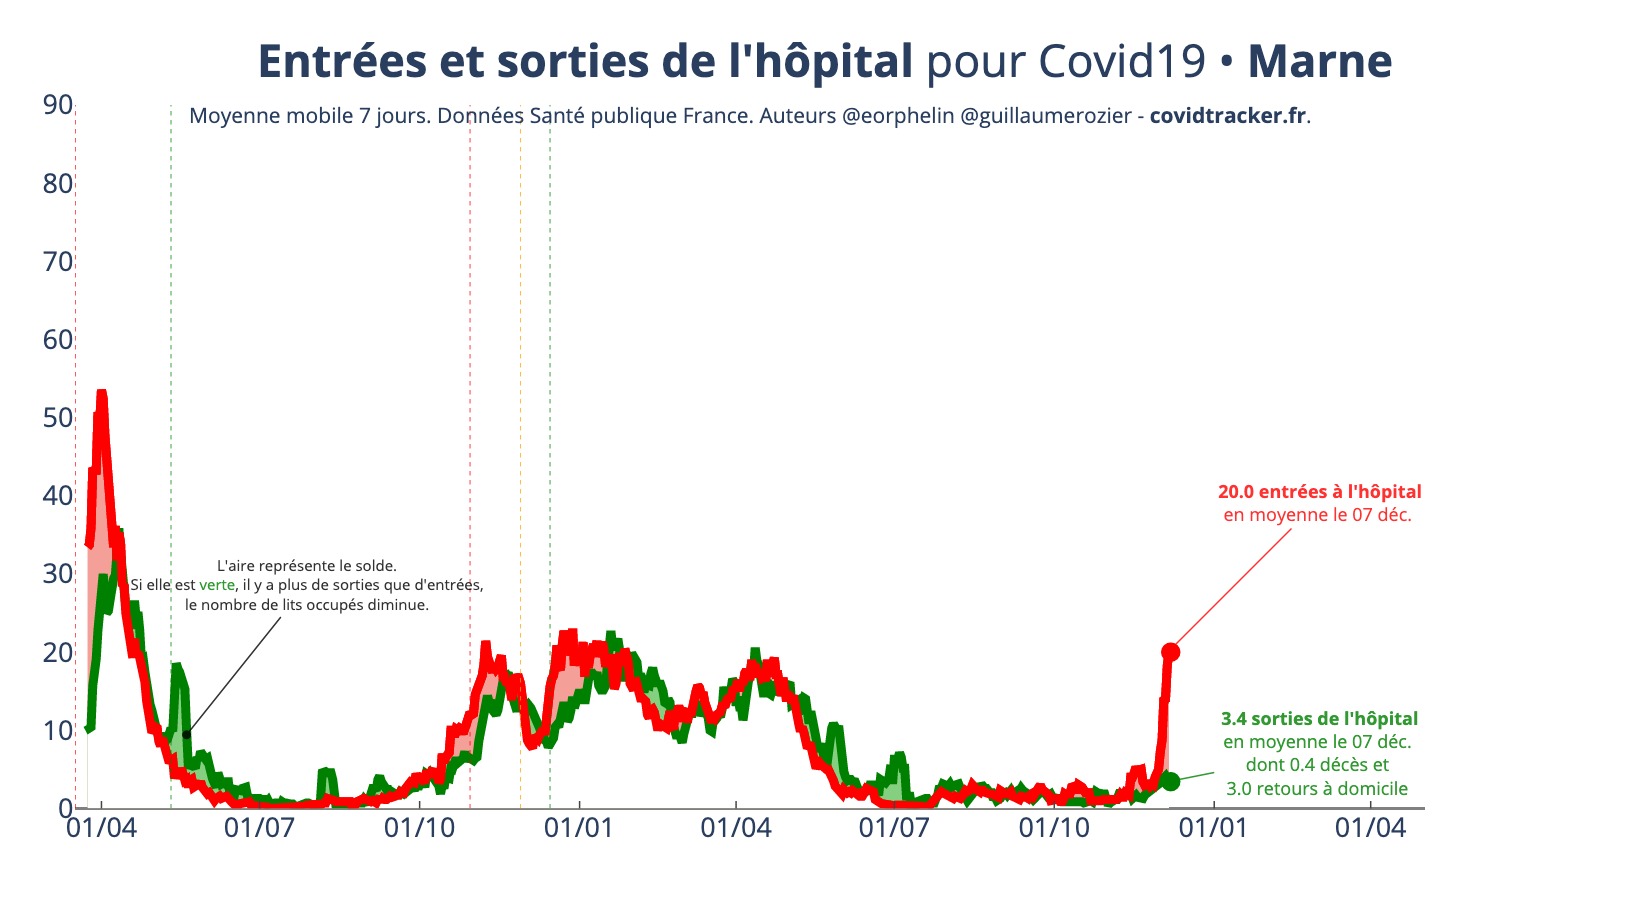 Entrées et sorties de l'hôpital pour Covid19 • Marne
Moyenne mobile 7 jours. Données Santé publique France. Auteurs @eorphelin @guillaumerozier - covidtracker.fr.
90
80
70
60
50
40
30
20
10
0
L'aire représente le solde.
Si elle est verte, il y a plus de sorties que d'entrées,
le nombre de lits occupés diminue.
20.0 entrées à l'hôpital
en moyenne le 07 déc.
3.4 sorties de l'hôpital
en moyenne le 07 déc.
dont 0.4 décès et
3.0 retours à domicile
01/04 01/07 01/10 01/01 01/04 01/07 01/10 01/01 01/04